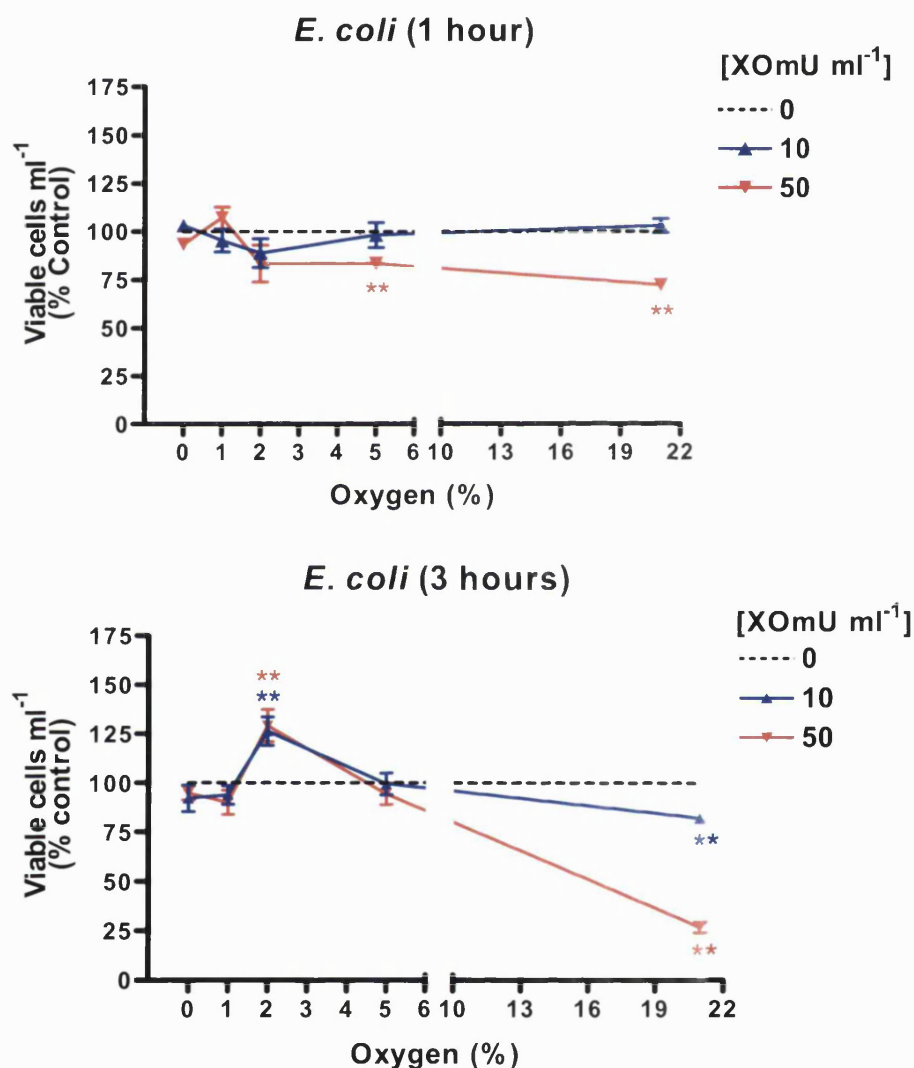 E. coli (1 hour)
[XOmU ml-1]
0
10
50
Viable cells ml-1
(% Control)
175
150
125
100
75
50
25
0
**
**
0 1 2 3 4 5 6 10 13 16 19 22
Oxygen (%)
E. coli (3 hours)
[XOmU ml-1]
0
10
50
Viable cells ml-1
(% control)
175
150
125
100
75
50
25
0
**
**
**
**
0 1 2 3 4 5 6 10 13 16 19 22
Oxygen (%)